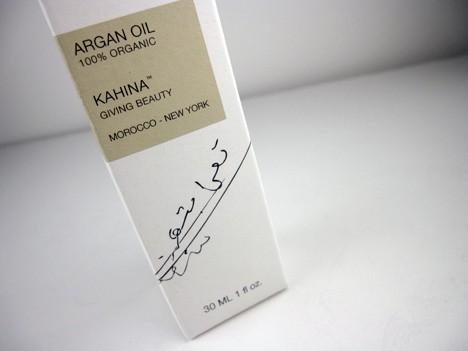 ARGAN OIL
100% ORGANIC
KAHINA™
GIVING BEAUTY
MOROCCO - NEW YORK
30 ML 1 fl oz.